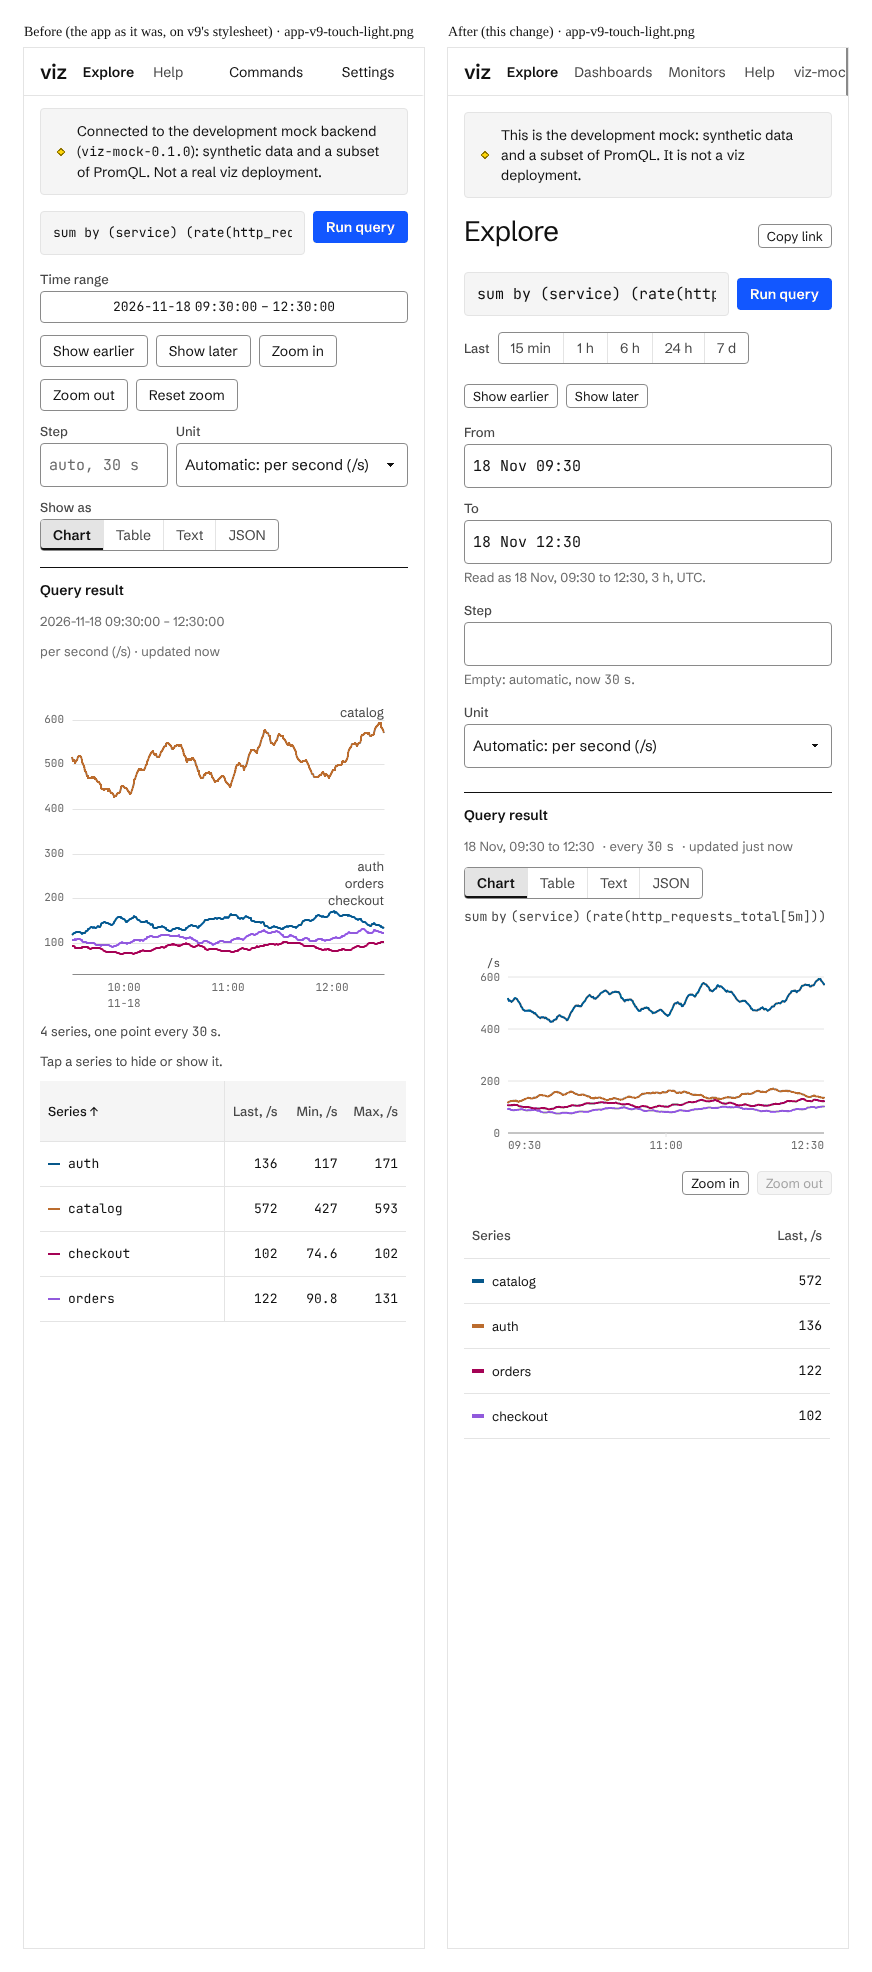 Before (the app as it was, on v9's stylesheet) · app-v9-touch-light.png
viz Explore Help Commands Settings
Connected to the development mock backend
(viz-mock-0.1.0): synthetic data and a subset
of PromQL. Not a real viz deployment.
sum by (service) (rate(http_rec
Run query
Time range
2026-11-18 09:30:00 – 12:30:00
Show earlier Show later Zoom in
Zoom out Reset zoom
Step Unit
auto, 30 s Automatic: per second (/s)
Show as
Chart Table Text JSON
Query result
2026-11-18 09:30:00 – 12:30:00
per second (/s) · updated now
catalog
600
500
400
300
auth
orders
200
checkout
100
10:00 11:00 12:00
11-18
4 series, one point every 30 s.
Tap a series to hide or show it.
Series ↑ Last, /s Min, /s Max, /s
auth 136 117 171
catalog 572 427 593
checkout 102 74.6 102
orders 122 90.8 131
After (this change) · app-v9-touch-light.png
viz Explore Dashboards Monitors Help viz-moc
This is the development mock: synthetic data
and a subset of PromQL. It is not a viz
deployment.
Explore
Copy link
sum by (service) (rate(http
Run query
Last 15 min 1 h 6 h 24 h 7 d
Show earlier Show later
From
18 Nov 09:30
To
18 Nov 12:30
Read as 18 Nov, 09:30 to 12:30, 3 h, UTC.
Step
Empty: automatic, now 30 s.
Unit
Automatic: per second (/s)
Query result
18 Nov, 09:30 to 12:30 · every 30 s · updated just now
Chart Table Text JSON
sum by (service) (rate(http_requests_total[5m]))
/s
600
400
200
0
09:30 11:00 12:30
Zoom in Zoom out
Series Last, /s
catalog 572
auth 136
orders 122
checkout 102